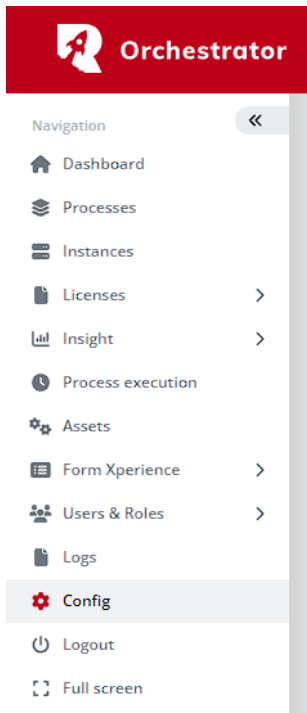 Orchestrator
Navigation
Dashboard
Processes
Instances
Licenses
Insight
Process execution
Assets
Form Xperience
Users & Roles
Logs
Config
Logout
Full screen